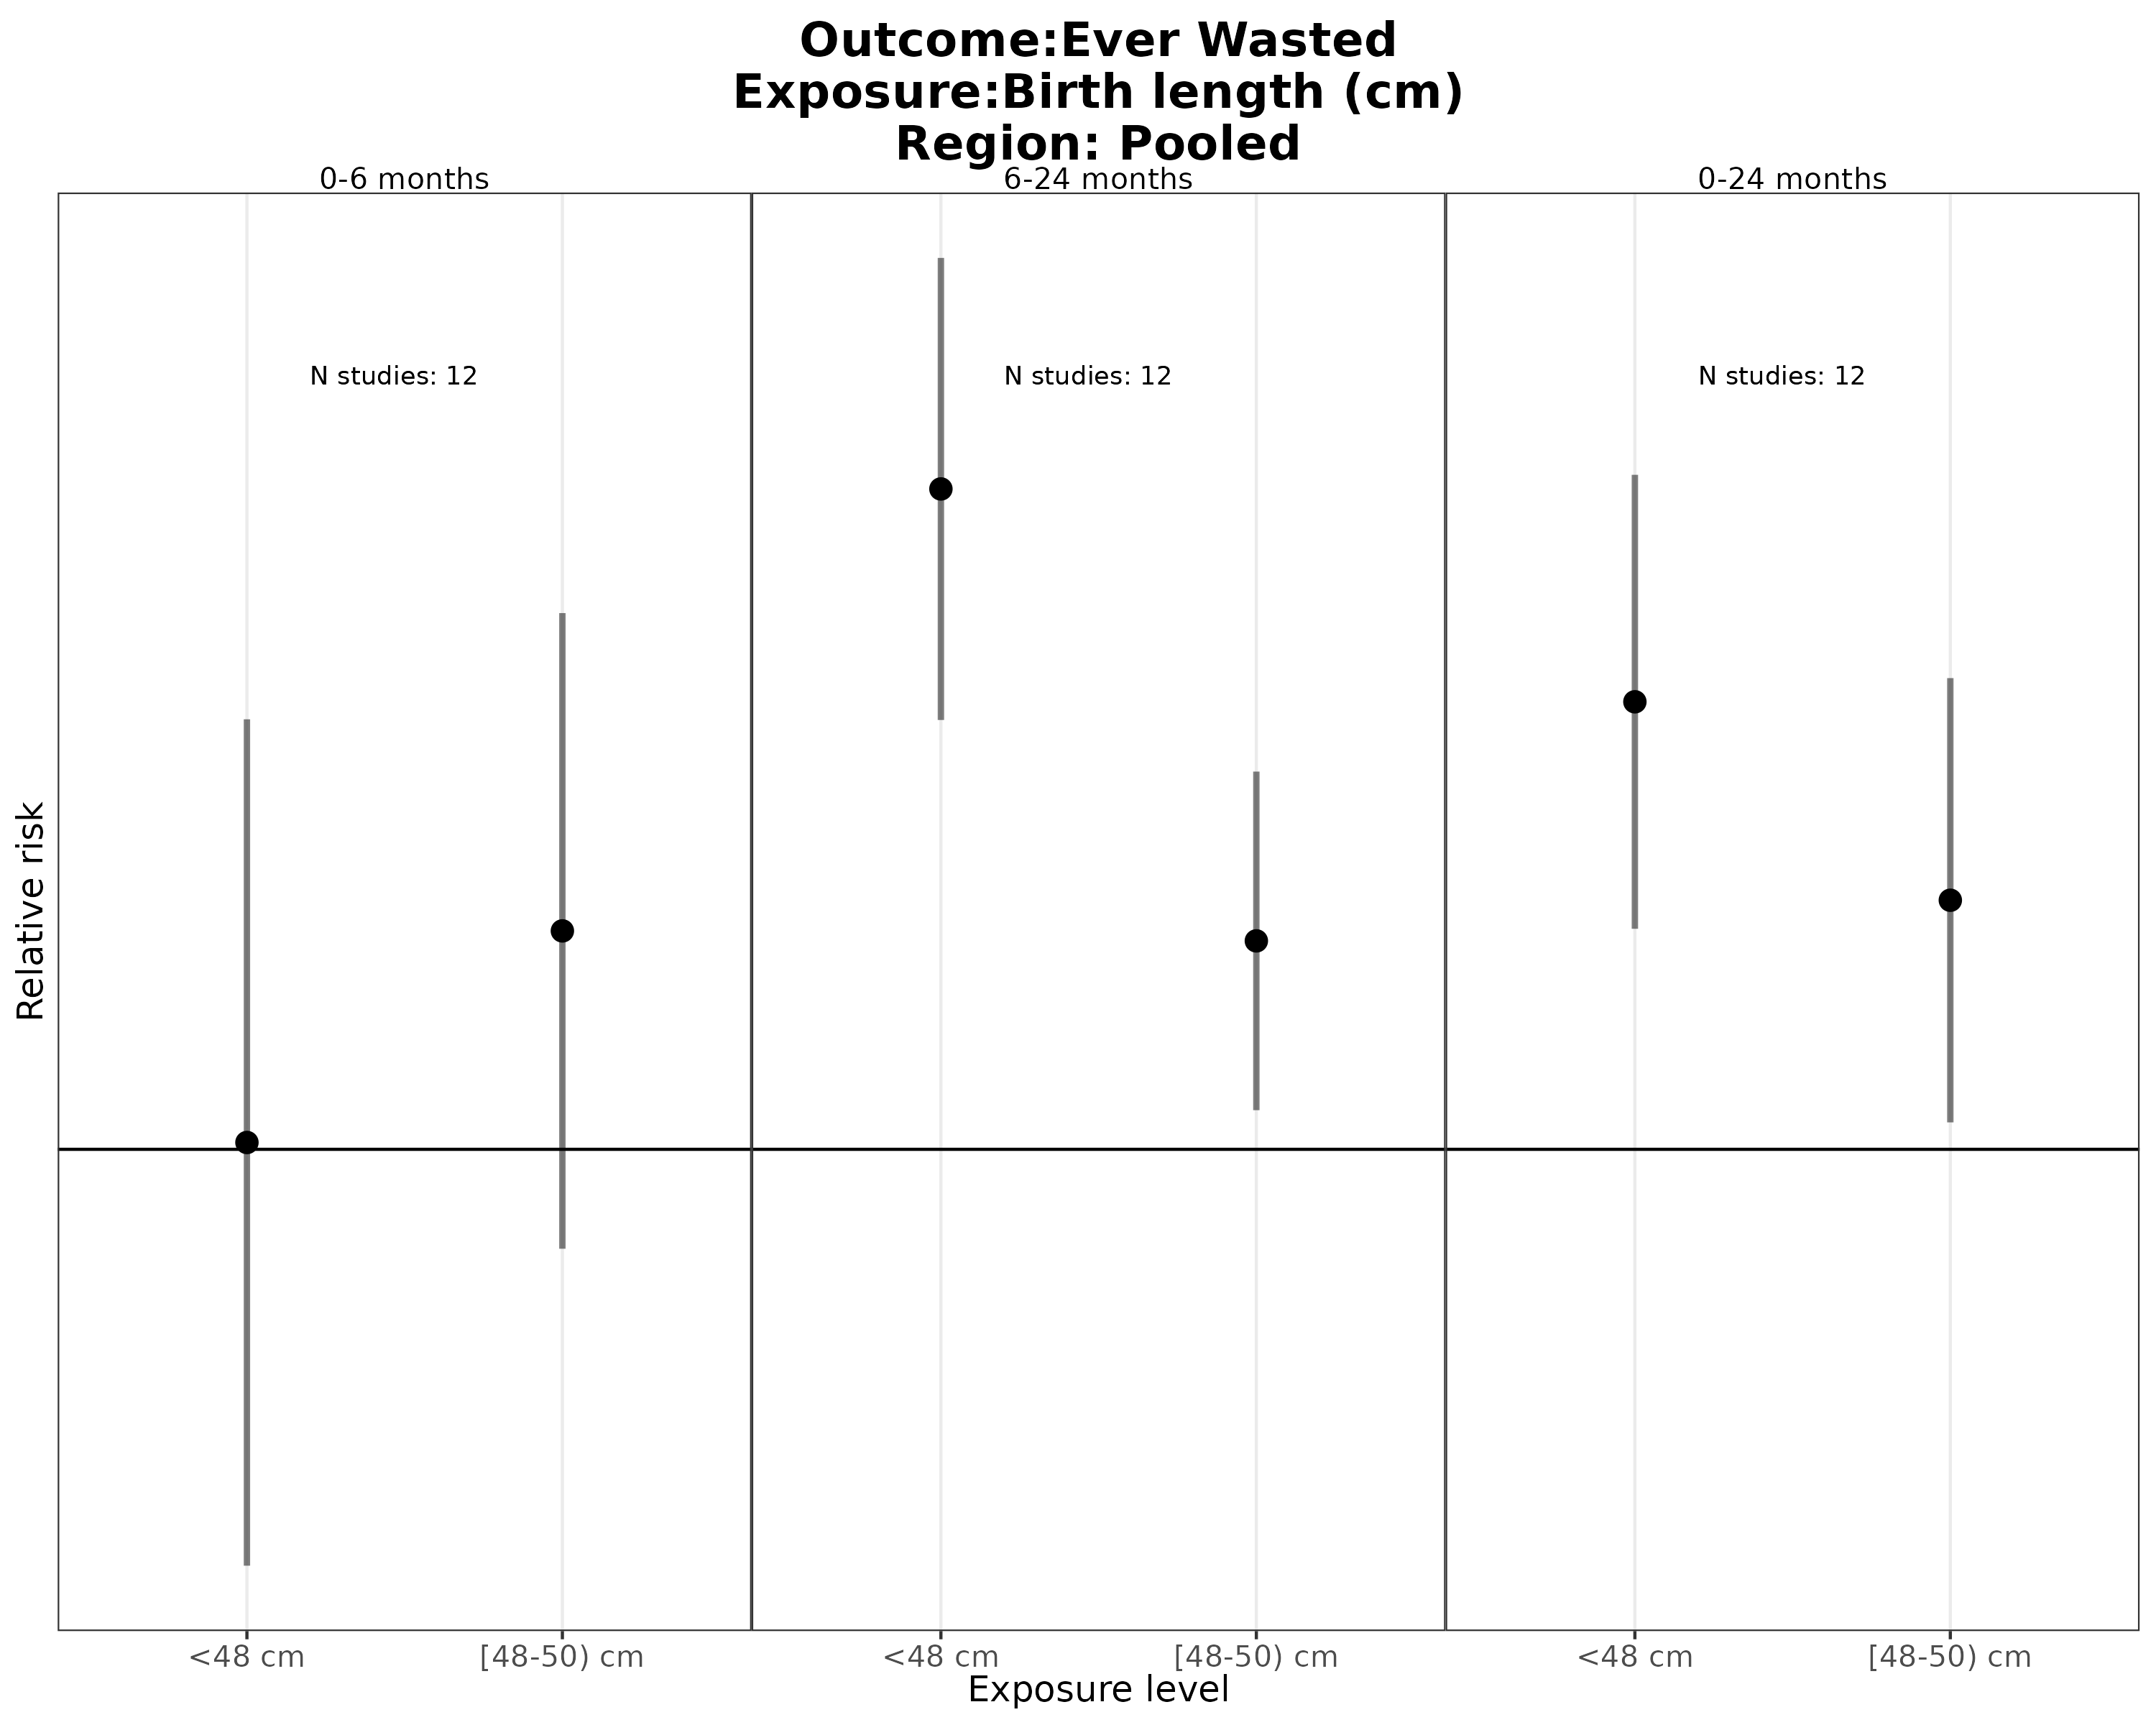 Outcome:Ever Wasted
Exposure:Birth length (cm)
Region: Pooled
0-6 months
6-24 months
0-24 months
N studies: 12
N studies: 12
N studies: 12
Relative risk
<48 cm
[48-50) cm
<48 cm
[48-50) cm
<48 cm
[48-50) cm
Exposure level